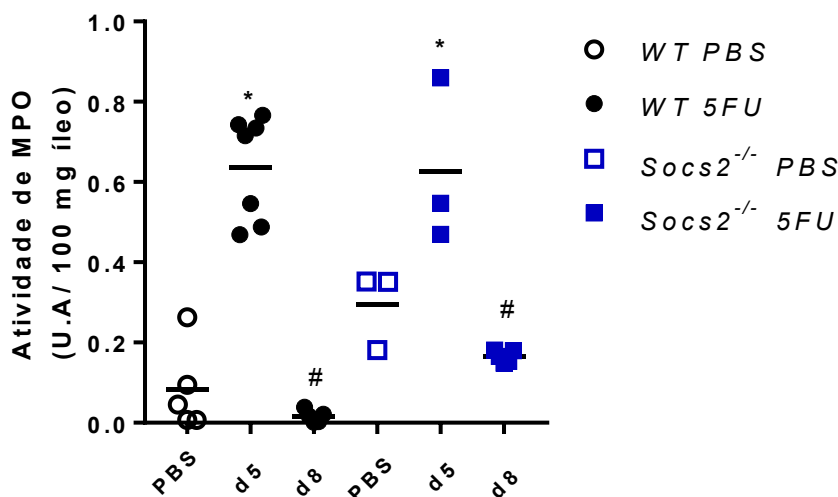 Atividade de MPO
(U.A/ 100 mg íleo)
1.0
0.8
0.6
0.4
0.2
0.0
*
#
*
#
PBS
d5
d8
PBS
d5
d8
WT PBS
WT 5FU
Socs2-/- PBS
Socs2-/- 5FU